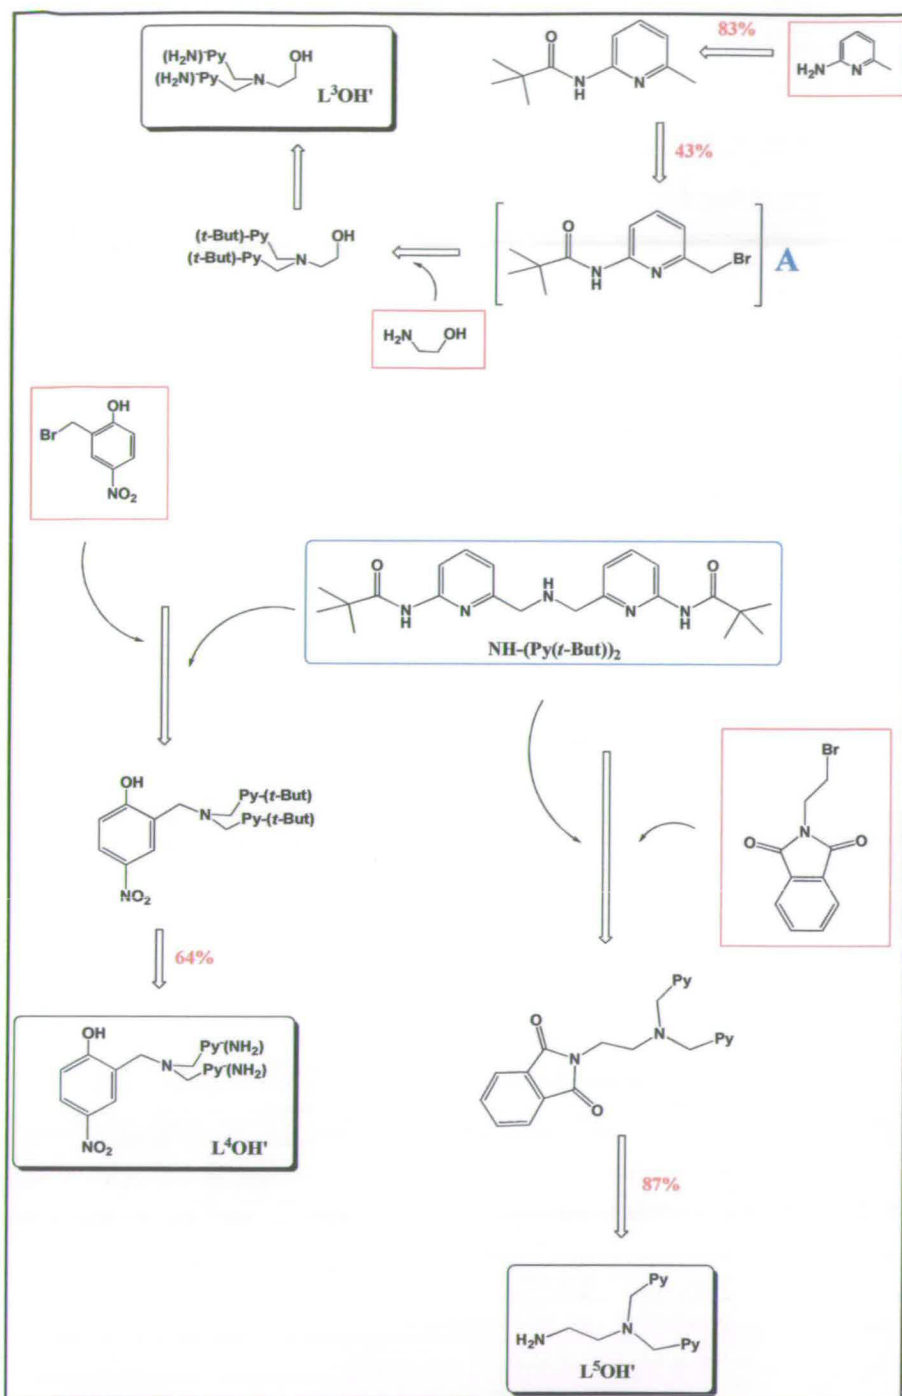 (H₂N)-Py
(H₂N)-Py
N
OH
L³OH'
O
N
H
N
83%
H₂N
N
43%
(t-But)-Py
(t-But)-Py
N
OH
O
N
H
N
Br
A
H₂N
OH
OH
Br
NO₂
O
N
H
N
H
N
N
N
H
O
NH-(Py(t-But))₂
Br
N
O
O
OH
N
Py-(t-But)
Py-(t-But)
NO₂
64%
OH
N
Py-(NH₂)
Py-(NH₂)
NO₂
L⁴OH'
O
N
O
N
Py
Py
87%
H₂N
N
Py
Py
L⁵OH'